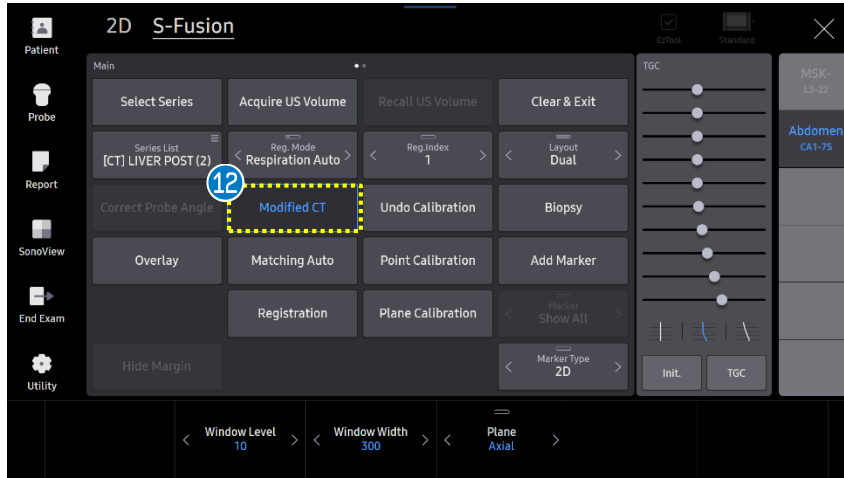 2D S-Fusion
EzTool
Standard
Patient
Probe
Report
SonoView
End Exam
Utility
Main
Select Series
Acquire US Volume
Recall US Volume
Clear & Exit
Series List
[CT] LIVER POST (2)
Reg. Mode
Respiration Auto
Reg.Index
1
Layout
Dual
12
Correct Probe Angle
Modified CT
Undo Calibration
Biopsy
Overlay
Matching Auto
Point Calibration
Add Marker
Registration
Plane Calibration
Marker
Show All
Hide Margin
Marker Type
2D
TGC
Init.
TGC
MSK-
L3-22
Abdomen
CA1-7S
Window Level
10
Window Width
300
Plane
Axial